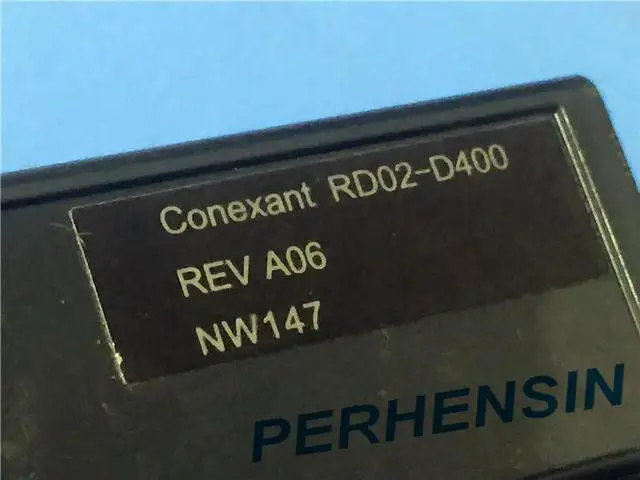 Conexant RD02-D400
REV A06
NW147
PERHENSIN